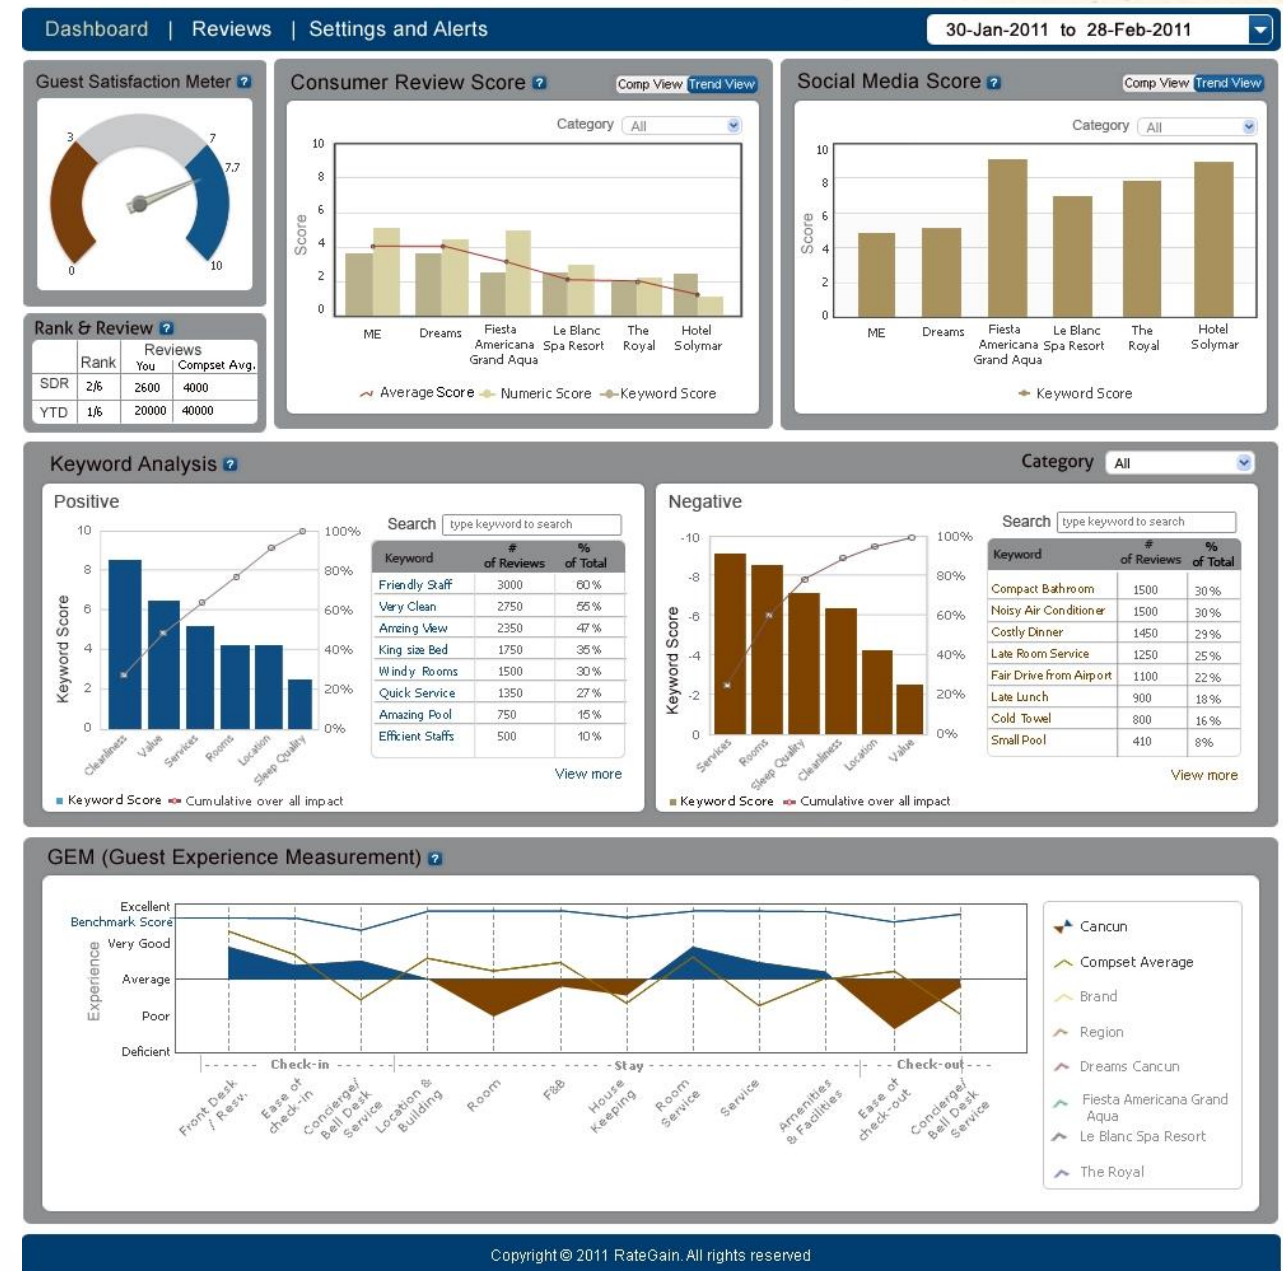 Dashboard | Reviews | Settings and Alerts
30-Jan-2011 to 28-Feb-2011
Guest Satisfaction Meter ?
3
7
7.7
0
10
Rank & Review ?
Rank Reviews
You Compset Avg.
SDR 2/6 2600 4000
YTD 1/6 20000 40000
Consumer Review Score ?
Comp View Trend View
Category All
Score
10
8
6
4
2
0
ME
Dreams
Fiesta
Americana
Grand Aqua
Le Blanc
Spa Resort
The
Royal
Hotel
Solymar
Average Score Numeric Score Keyword Score
Social Media Score ?
Comp View Trend View
Category All
Score
10
8
6
4
2
0
ME
Dreams
Fiesta
Americana
Grand Aqua
Le Blanc
Spa Resort
The
Royal
Hotel
Solymar
Keyword Score
Keyword Analysis ?
Category All
Positive
Keyword Score
10
8
6
4
2
0
100%
80%
60%
40%
20%
0%
Cleanliness
Value
Services
Rooms
Location
Sleep Quality
Keyword Score Cumulative over all impact
Search type keyword to search
Keyword # of Reviews % of Total
Friendly Staff 3000 60%
Very Clean 2750 55%
Amzing View 2350 47%
King size Bed 1750 35%
Windy Rooms 1500 30%
Quick Service 1350 27%
Amazing Pool 750 15%
Efficient Staffs 500 10%
View more
Negative
Keyword Score
-10
-8
-6
-4
-2
0
100%
80%
60%
40%
20%
0%
Services
Rooms
Sleep Quality
Cleanliness
Location
Value
Keyword Score Cumulative over all impact
Search type keyword to search
Keyword # of Reviews % of Total
Compact Bathroom 1500 30%
Noisy Air Conditioner 1500 30%
Costly Dinner 1450 29%
Late Room Service 1250 25%
Fair Drive from Airport 1100 22%
Late Lunch 900 18%
Cold Towel 800 16%
Small Pool 410 8%
View more
GEM (Guest Experience Measurement) ?
Experience
Excellent
Benchmark Score
Very Good
Average
Poor
Deficient
Check-in
Stay
Check-out
Front Desk
/ Resv.
Ease of
check-in
Concierge/
Bell Desk
Service
Location &
Building
Room
F&B
House
Keeping
Room
Service
Service
Amenities
& Facilities
Ease of
check-out
Concierge/
Bell Desk
Service
Cancun
Compset Average
Brand
Region
Dreams Cancun
Fiesta Americana Grand
Aqua
Le Blanc Spa Resort
The Royal
Copyright © 2011 RateGain. All rights reserved